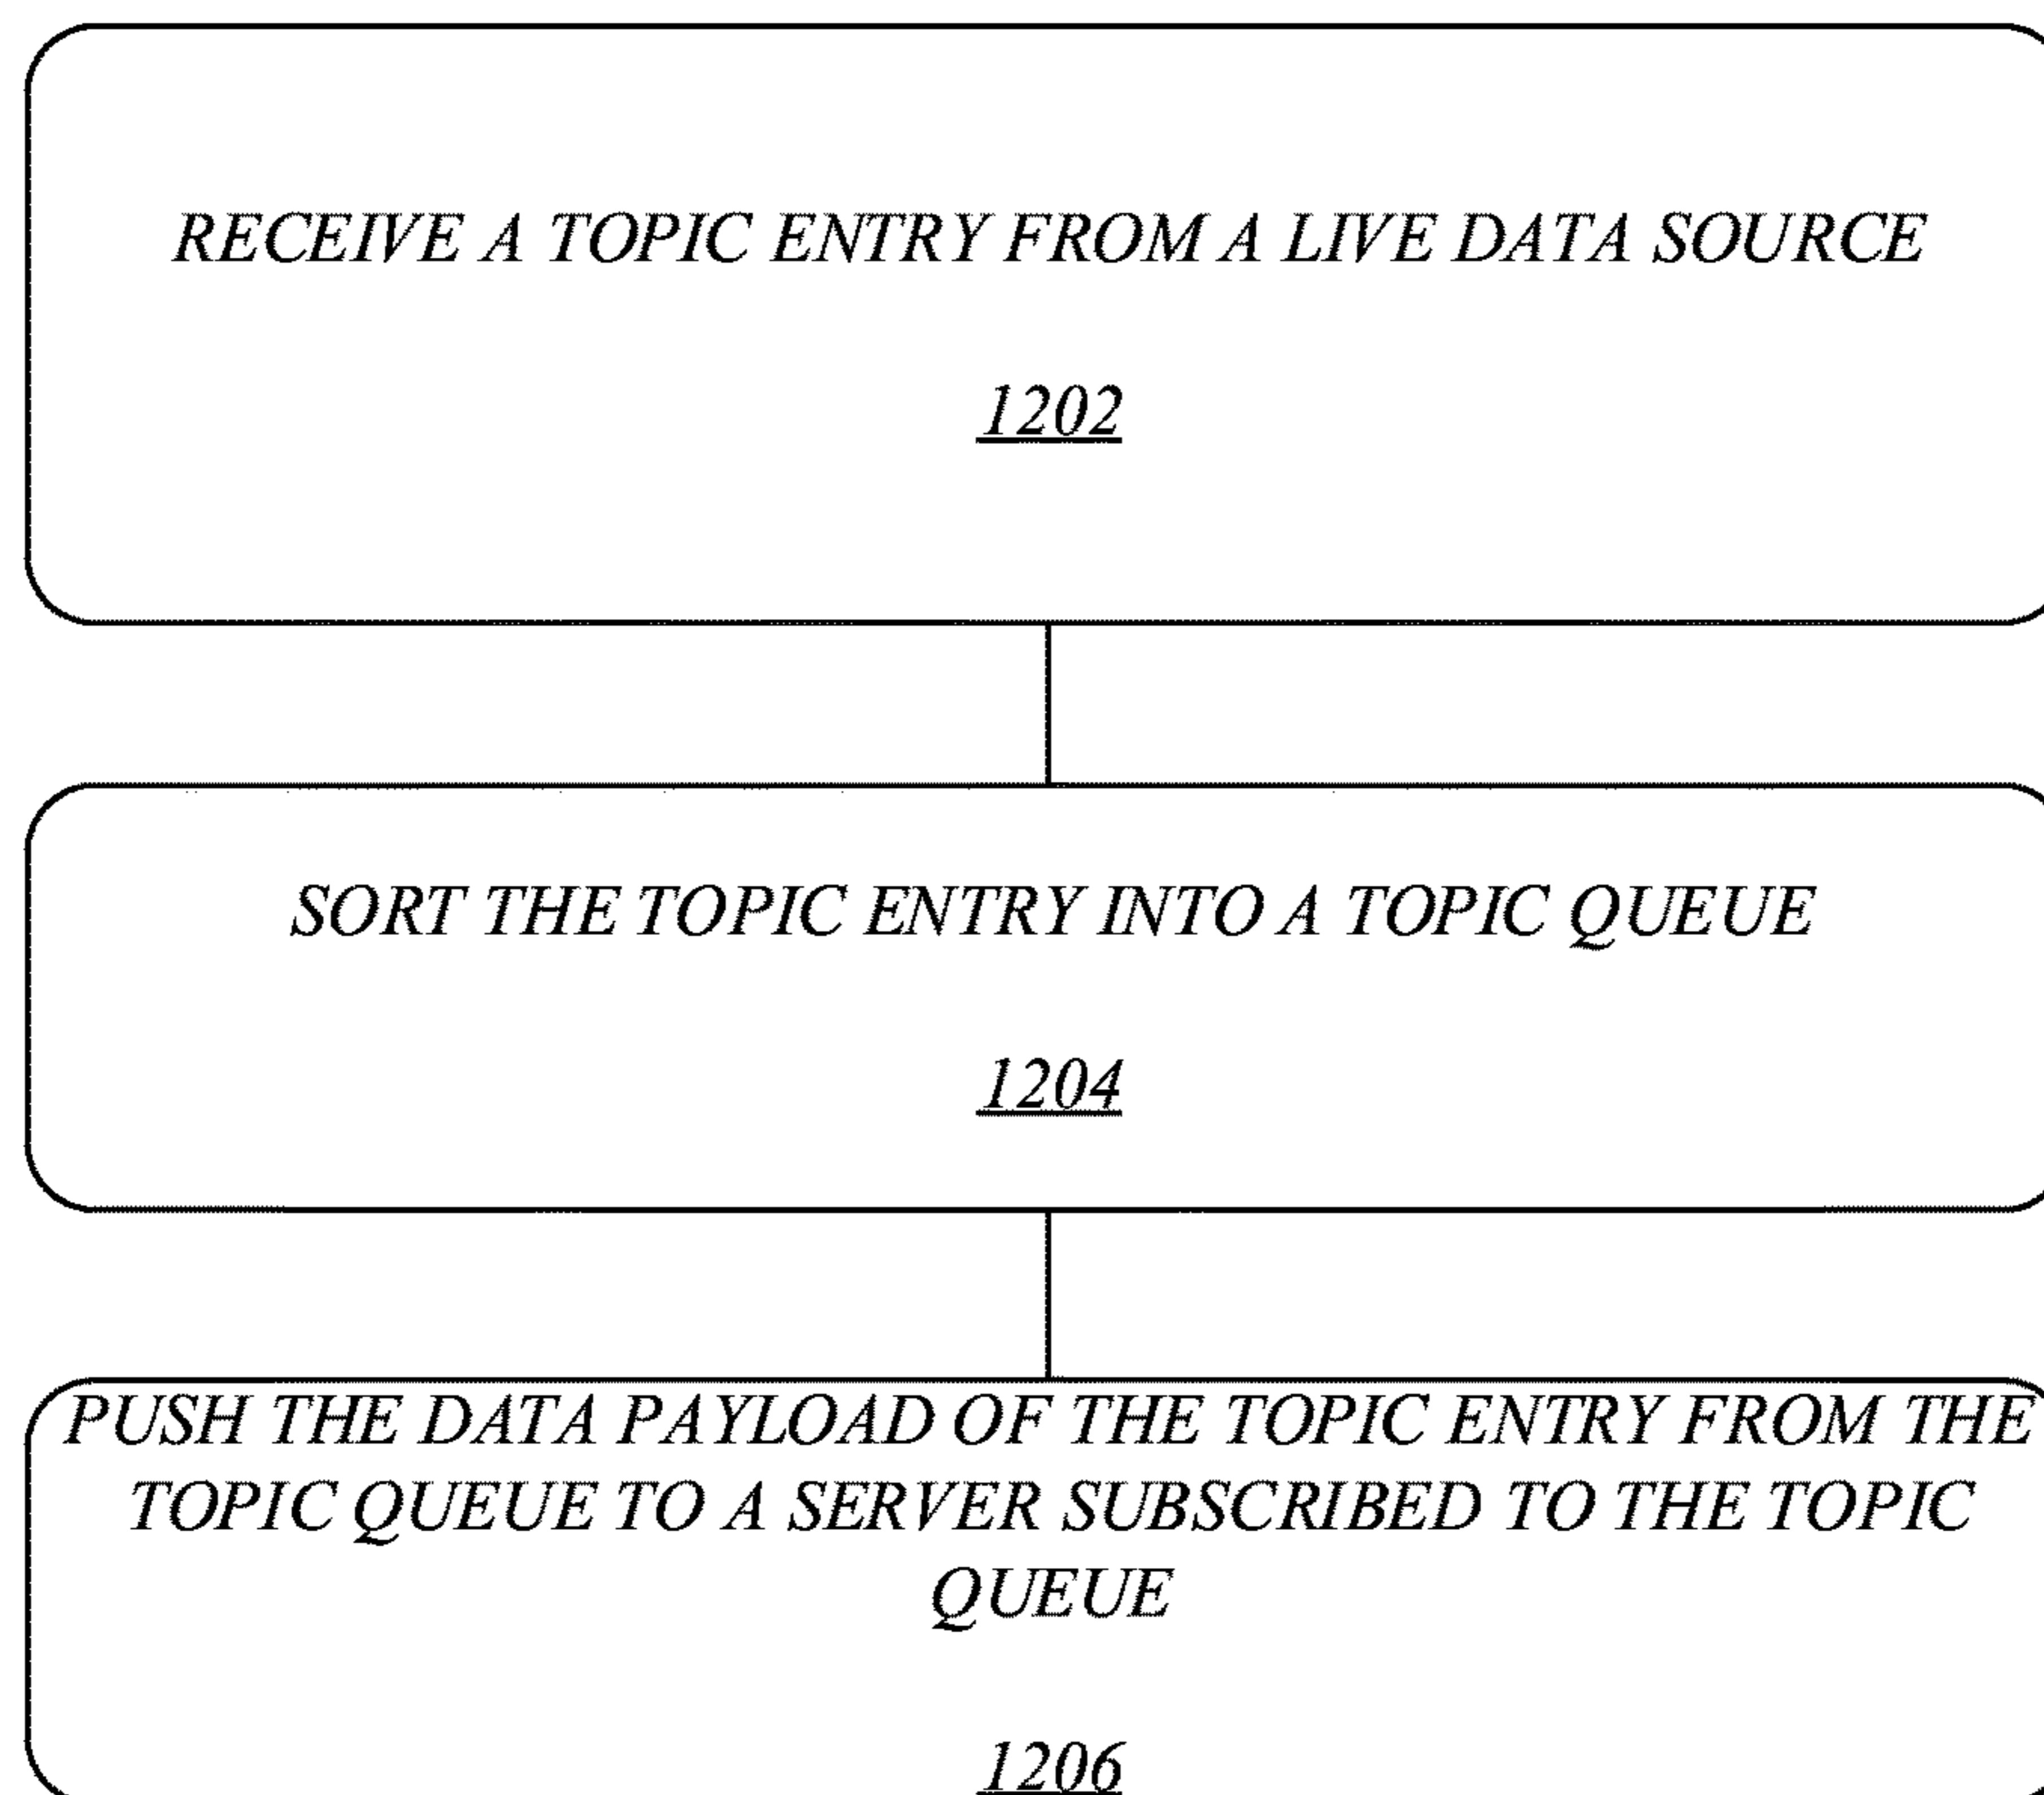 RECEIVE A TOPIC ENTRY FROM A LIVE DATA SOURCE
1202
SORT THE TOPIC ENTRY INTO A TOPIC QUEUE
1204
PUSH THE DATA PAYLOAD OF THE TOPIC ENTRY FROM THE
TOPIC QUEUE TO A SERVER SUBSCRIBED TO THE TOPIC
QUEUE
1206